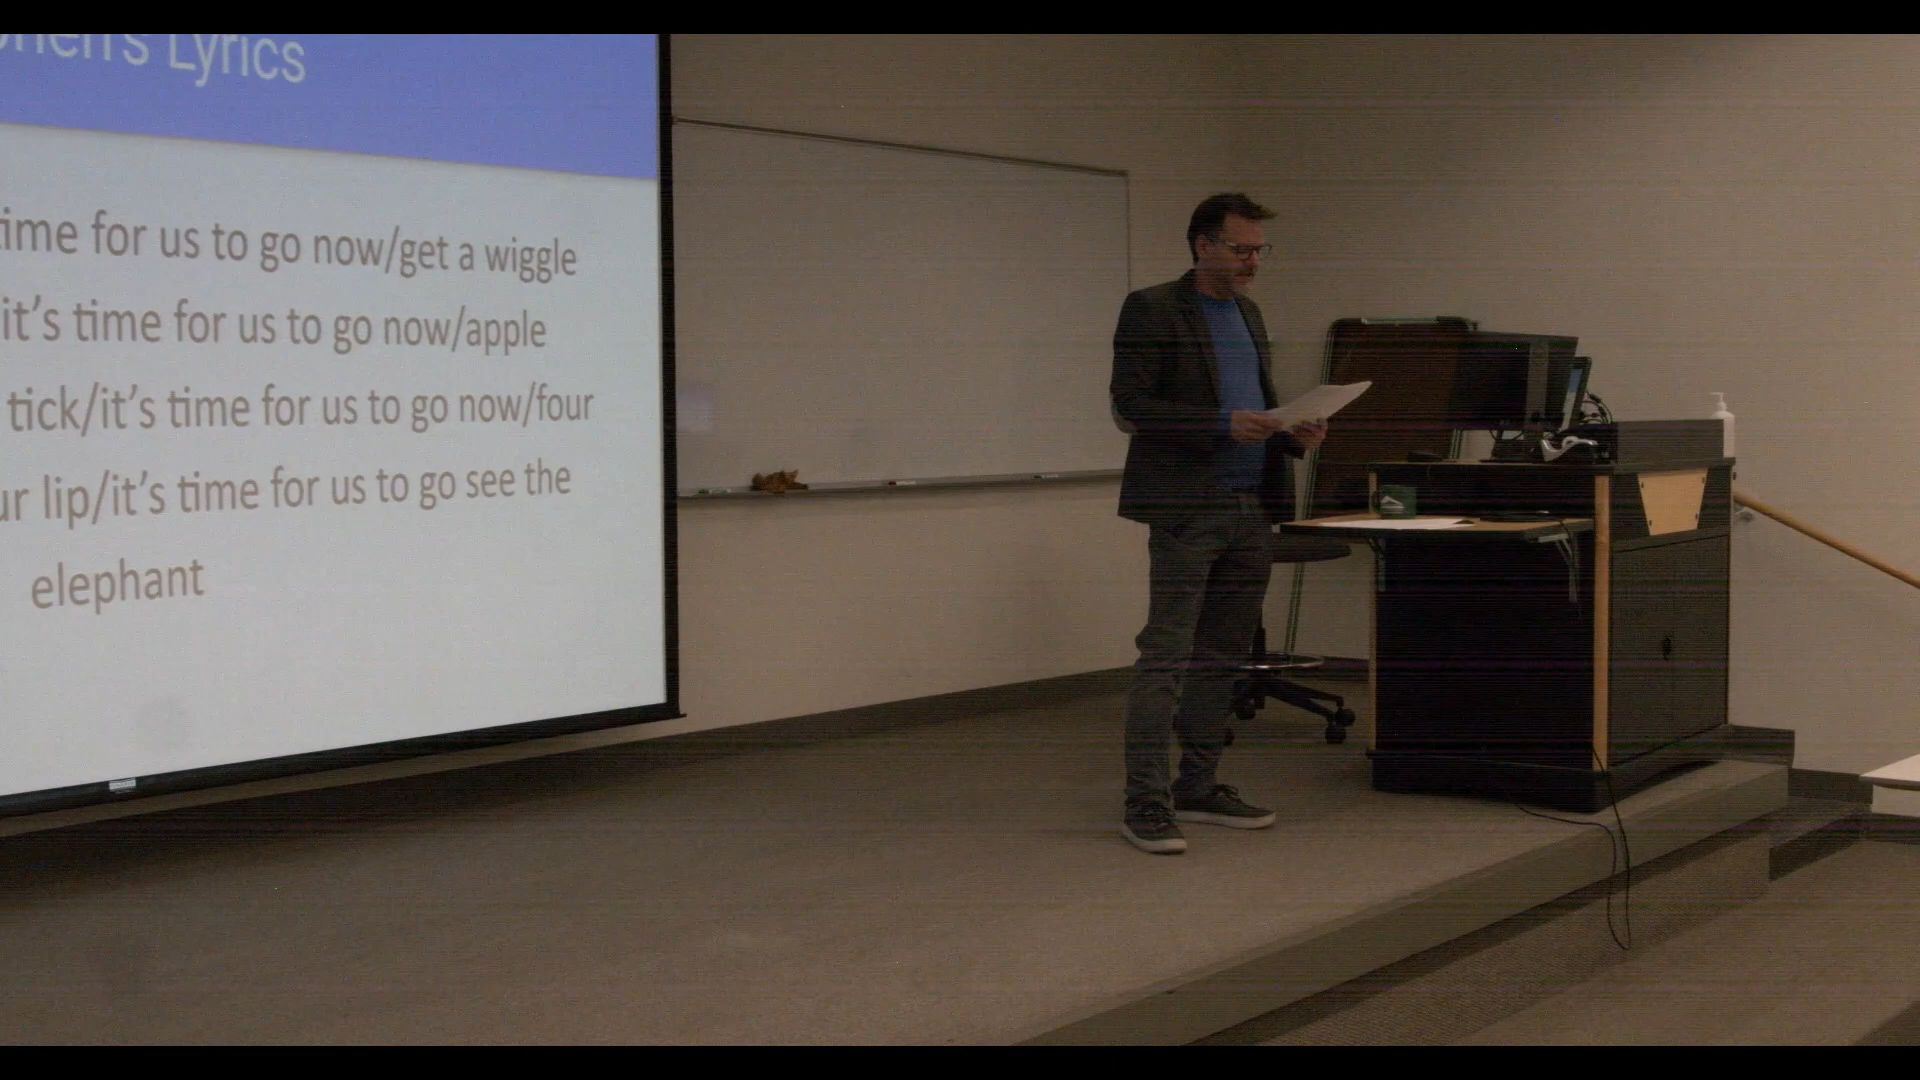 Lyrics
time for us to go now/get a wiggle
it's time for us to go now/apple
tick/it's time for us to go now/four
lip/it's time for us to go see the
elephant